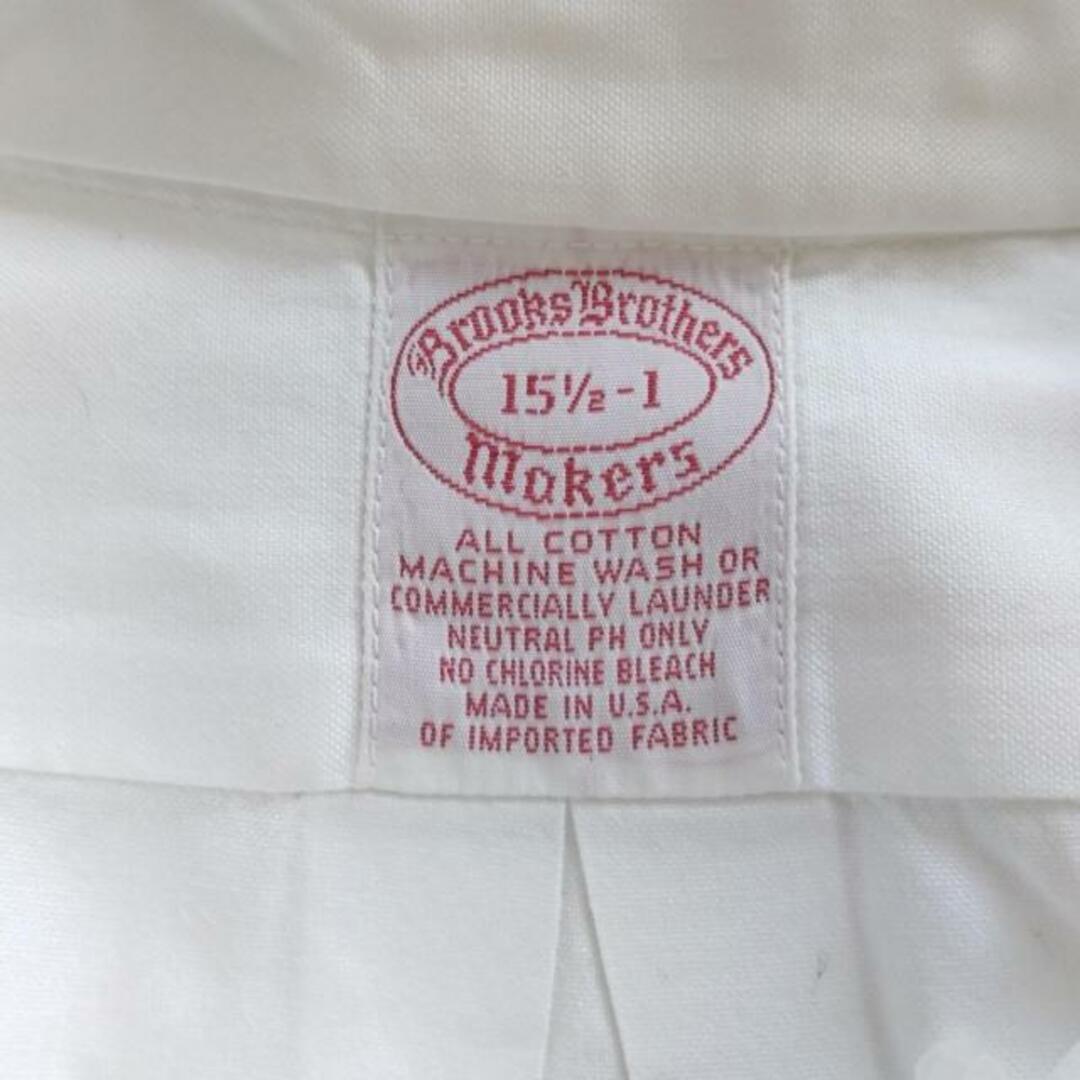 Brooks Brothers
15½-1
Makers
ALL COTTON
MACHINE WASH OR
COMMERCIALLY LAUNDER
NEUTRAL PH ONLY
NO CHLORINE BLEACH
MADE IN U.S.A.
OF IMPORTED FABRIC